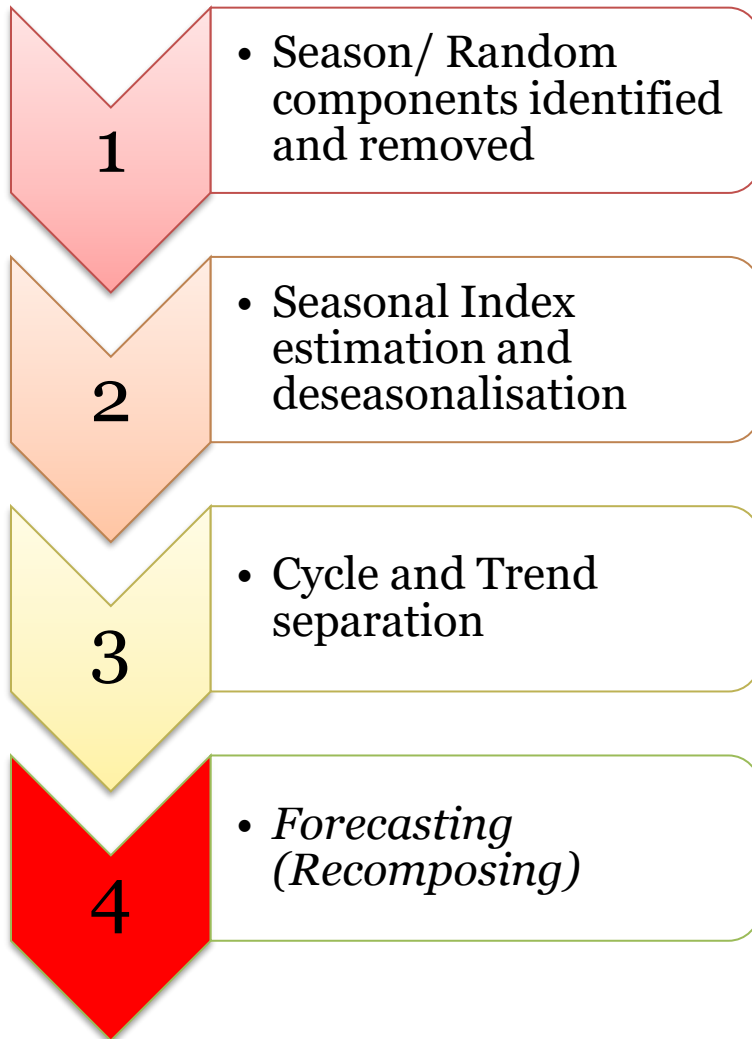 1
• Season/ Random
components identified
and removed
2
• Seasonal Index
estimation and
deseasonalisation
3
• Cycle and Trend
separation
4
• Forecasting
(Recomposing)